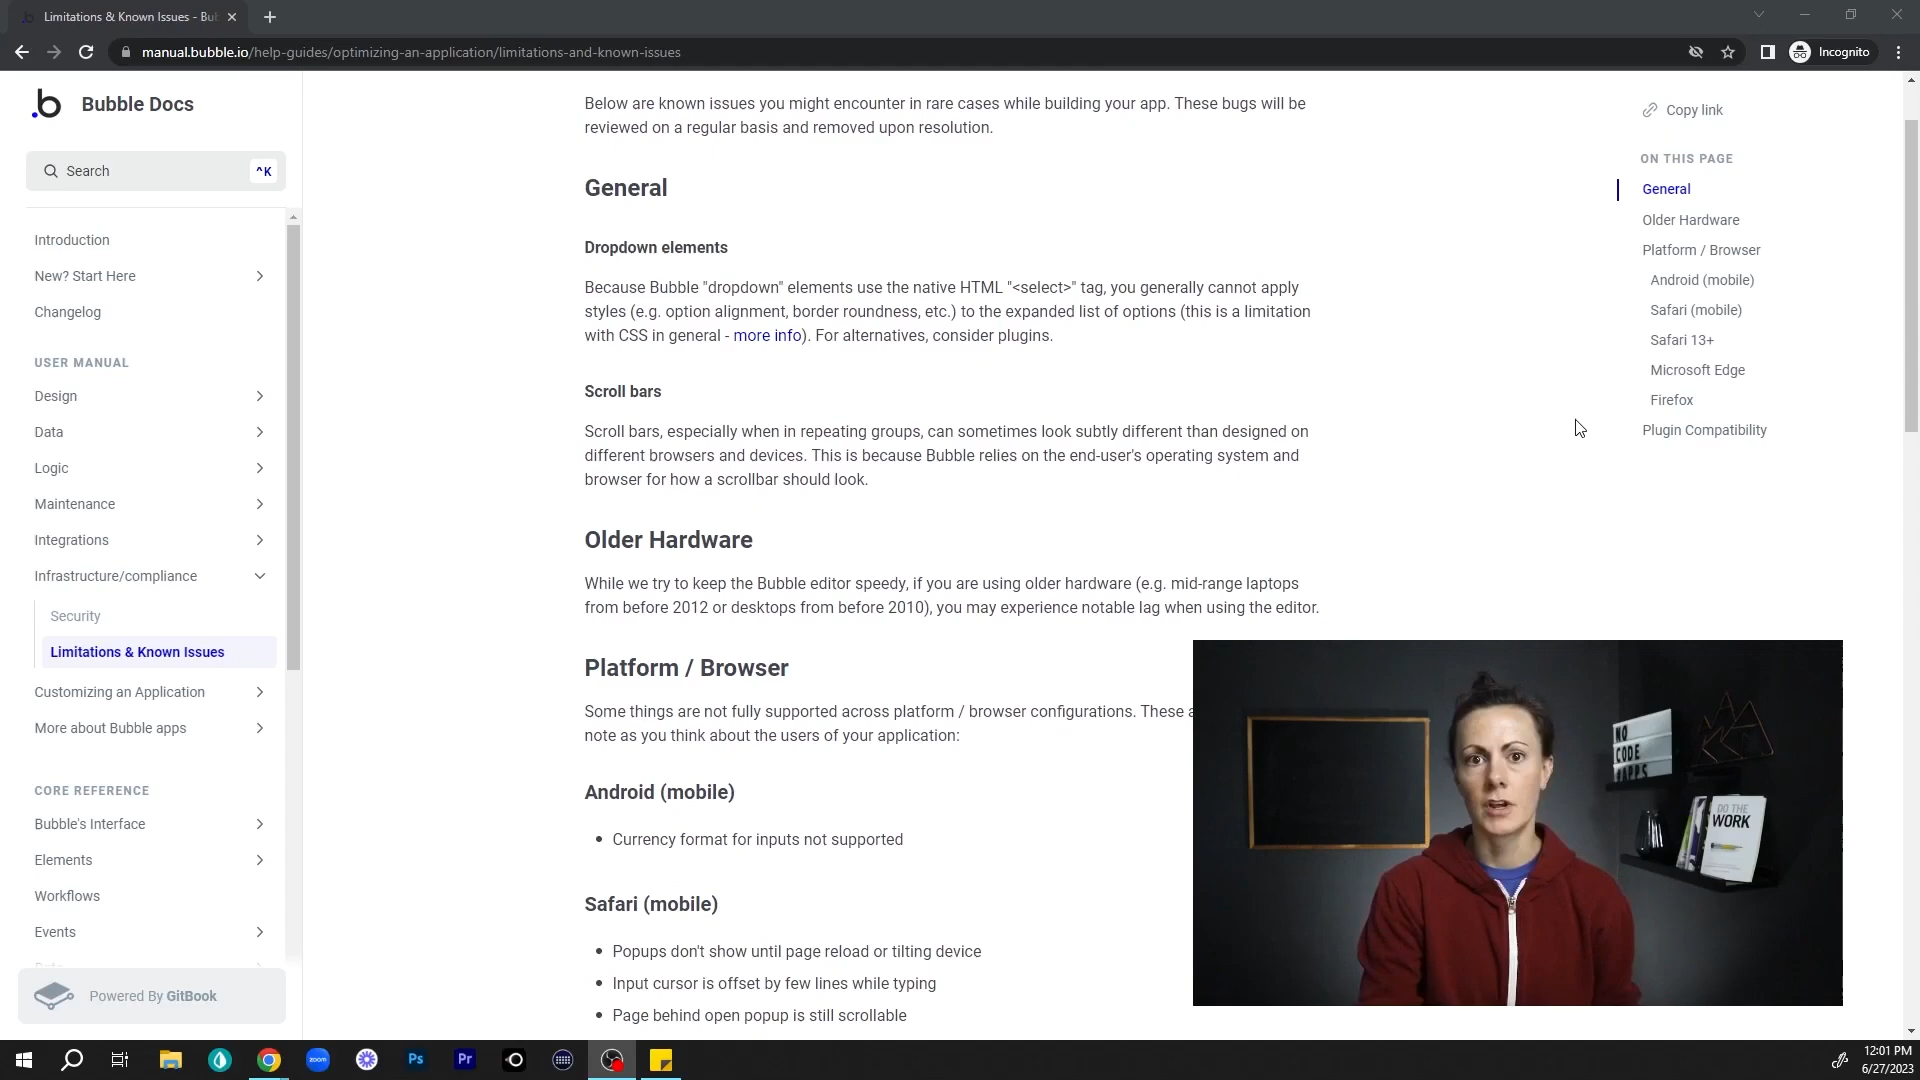 Limitations & Known Issues - Bu
manual.bubble.io/help-guides/optimizing-an-application/limitations-and-known-issues
Incognito
Bubble Docs
Search
^K
Introduction
New? Start Here
Changelog
USER MANUAL
Design
Data
Logic
Maintenance
Integrations
Infrastructure/compliance
Security
Limitations & Known Issues
Customizing an Application
More about Bubble apps
CORE REFERENCE
Bubble's Interface
Elements
Workflows
Events
Powered By GitBook
Below are known issues you might encounter in rare cases while building your app. These bugs will be
reviewed on a regular basis and removed upon resolution.
General
Dropdown elements
Because Bubble "dropdown" elements use the native HTML "<select>" tag, you generally cannot apply
styles (e.g. option alignment, border roundness, etc.) to the expanded list of options (this is a limitation
with CSS in general - more info). For alternatives, consider plugins.
Scroll bars
Scroll bars, especially when in repeating groups, can sometimes look subtly different than designed on
different browsers and devices. This is because Bubble relies on the end-user's operating system and
browser for how a scrollbar should look.
Older Hardware
While we try to keep the Bubble editor speedy, if you are using older hardware (e.g. mid-range laptops
from before 2012 or desktops from before 2010), you may experience notable lag when using the editor.
Platform / Browser
Some things are not fully supported across platform / browser configurations. These a
note as you think about the users of your application:
Android (mobile)
• Currency format for inputs not supported
Safari (mobile)
• Popups don't show until page reload or tilting device
• Input cursor is offset by few lines while typing
• Page behind open popup is still scrollable
Copy link
ON THIS PAGE
General
Older Hardware
Platform / Browser
Android (mobile)
Safari (mobile)
Safari 13+
Microsoft Edge
Firefox
Plugin Compatibility
NO
CODE
APPS
DO THE
WORK
zoom
Ps
Pr
12:01 PM
6/27/2023